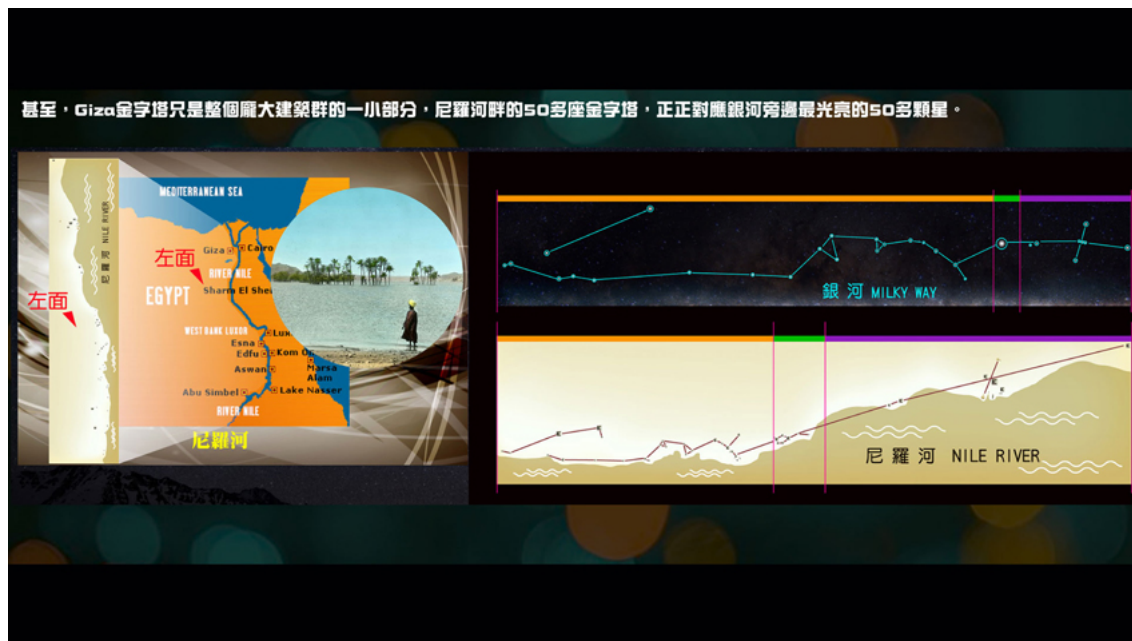 甚至，Giza金字塔只是整個龐大建築群的一小部分，尼羅河畔的50多座金字塔，正正對應銀河旁邊最光亮的50多顆星。
MEDITERRANEAN SEA
尼羅河 NILE RIVER
Giza
Cairo
左面
RIVER NILE
左面
EGYPT
Sharm El She
WEST BANK LUXOR
Lux
Esna
Edfu
Kom O
Aswan
Marsa
Alam
Abu Simbel
Lake Nasser
RIVER NILE
尼羅河
銀河 MILKY WAY
尼羅河 NILE RIVER